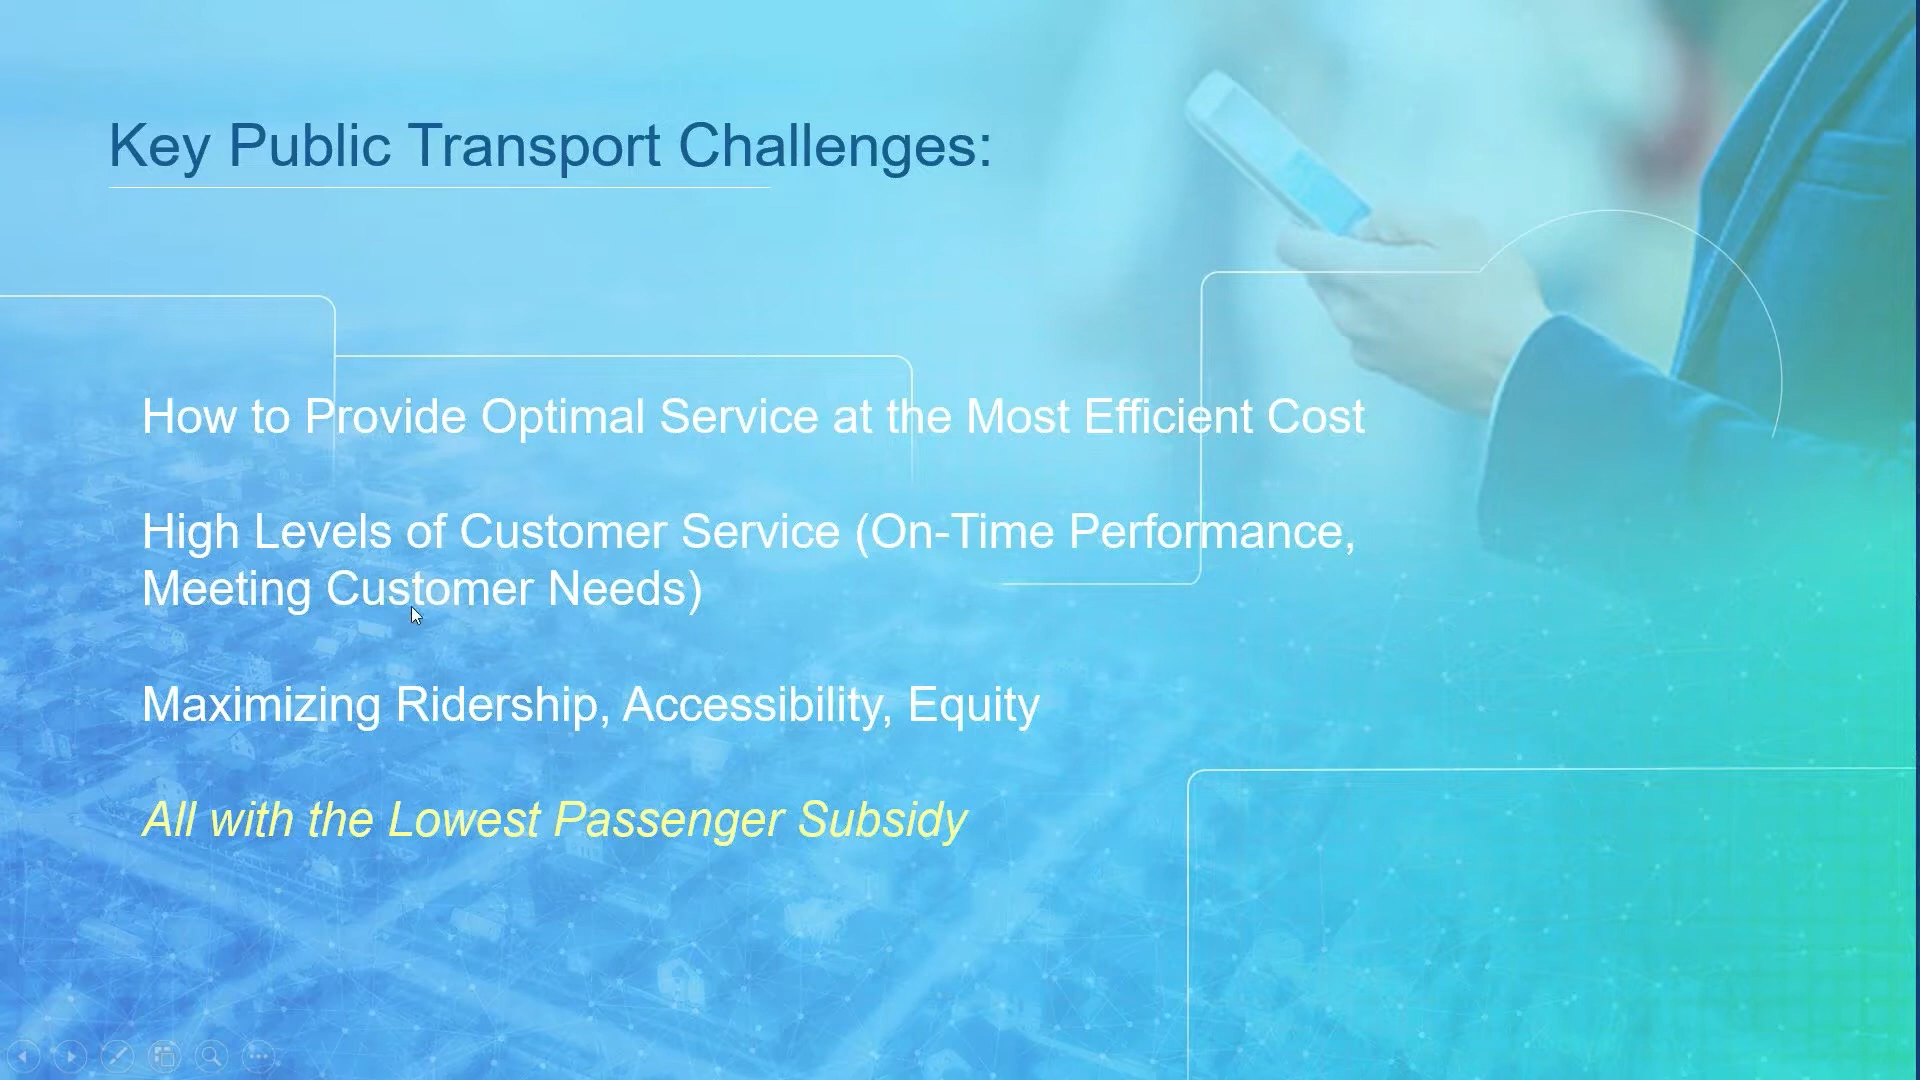 Key Public Transport Challenges:
How to Provide Optimal Service at the Most Efficient Cost
High Levels of Customer Service (On-Time Performance,
Meeting Customer Needs)
Maximizing Ridership, Accessibility, Equity
All with the Lowest Passenger Subsidy